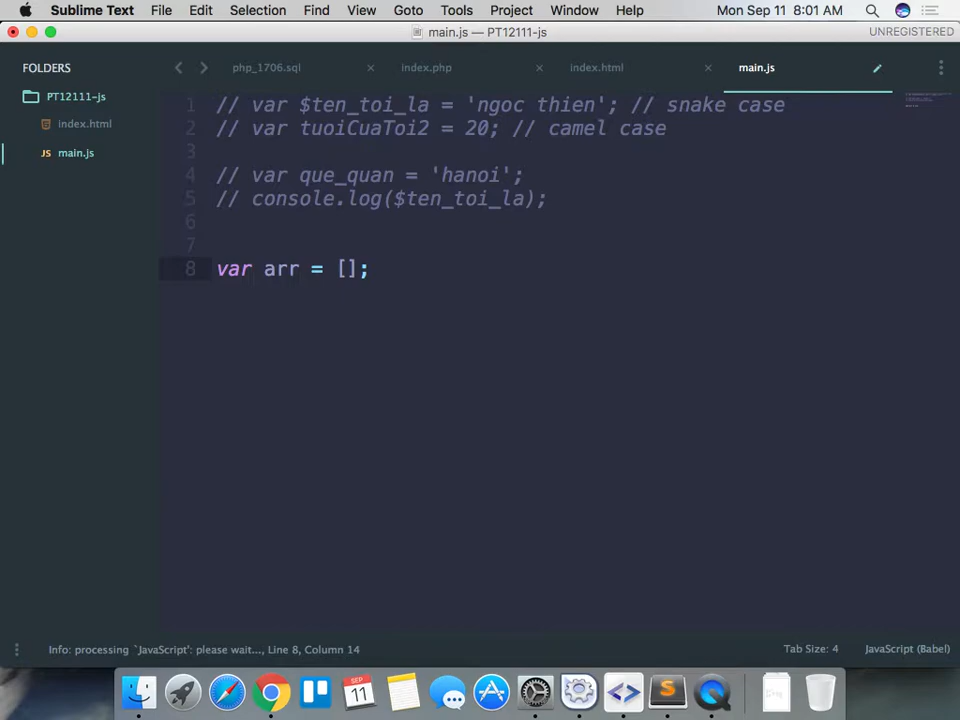 Sublime Text File Edit Selection Find View Goto Tools Project Window Help Mon Sep 11 8:01 AM
main.js — PT12111-js UNREGISTERED
FOLDERS
PT12111-js
index.html
JS main.js
php_1706.sql × index.php × index.html × main.js
1 // var $ten_toi_la = 'ngoc thien'; // snake case
2 // var tuoiCuaToi2 = 20; // camel case
3
4 // var que_quan = 'hanoi';
5 // console.log($ten_toi_la);
6
7
8 var arr = [];
Info: processing `JavaScript': please wait..., Line 8, Column 14 Tab Size: 4 JavaScript (Babel)
SEP
11